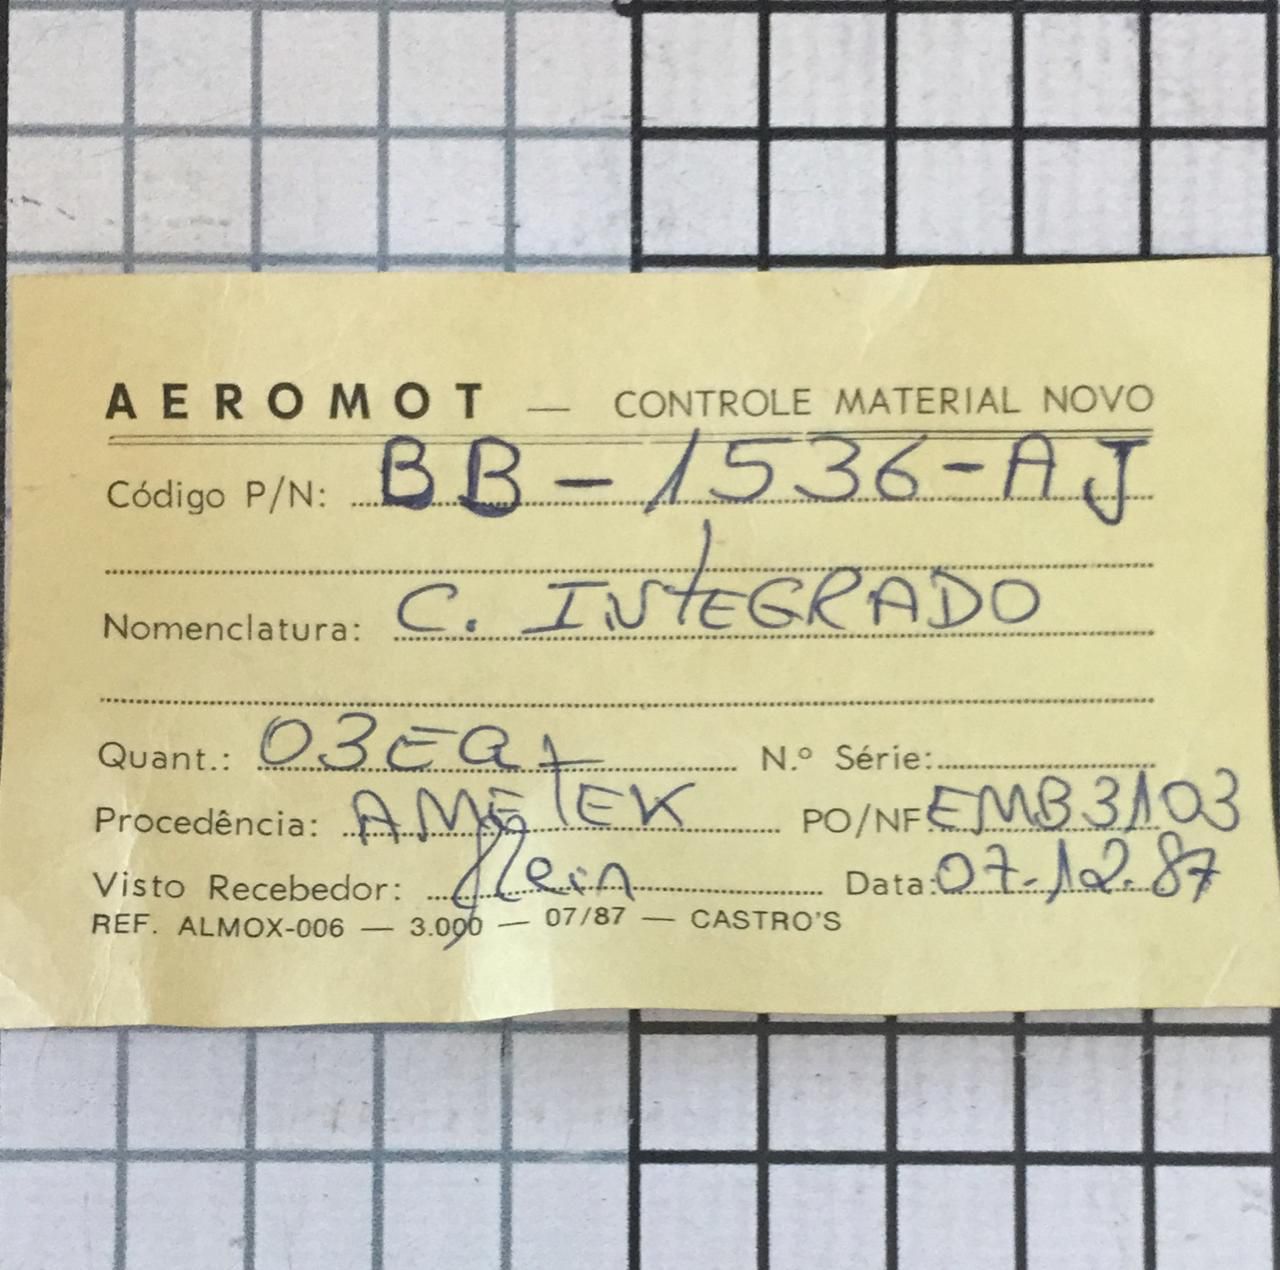 AEROMOT — CONTROLE MATERIAL NOVO
Código P/N: BB-1536-AJ
Nomenclatura: C. INTEGRADO
Quant.: 03EA N.º Série:
Procedência: AMETEK PO/NF: EMB3103
Visto Recebedor: Data: 07.12.87
REF. ALMOX-006 — 3.000 — 07/87 — CASTRO'S